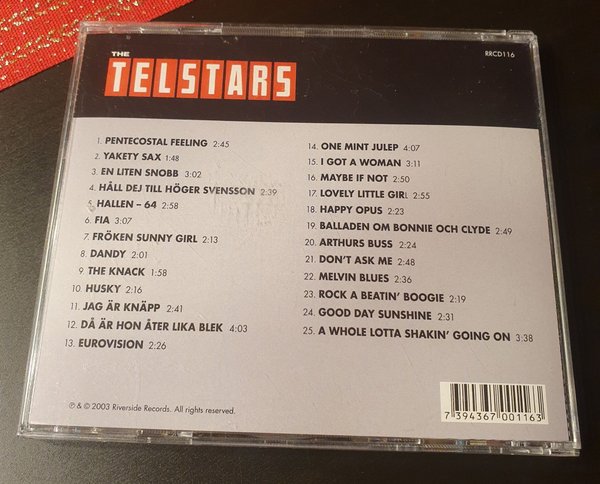 THE
TELSTARS
RRCD116
1. PENTECOSTAL FEELING 2:45
2. YAKETY SAX 1:48
3. EN LITEN SNOBB 3:02
4. HÅLL DEJ TILL HÖGER SVENSSON 2:39
5. HALLEN – 64 2:58
6. FIA 3:07
7. FRÖKEN SUNNY GIRL 2:13
8. DANDY 2:01
9. THE KNACK 1:58
10. HUSKY 2:16
11. JAG ÄR KNÄPP 2:41
12. DÅ ÄR HON ÅTER LIKA BLEK 4:03
13. EUROVISION 2:26
14. ONE MINT JULEP 4:07
15. I GOT A WOMAN 3:11
16. MAYBE IF NOT 2:50
17. LOVELY LITTLE GIRL 2:55
18. HAPPY OPUS 2:23
19. BALLADEN OM BONNIE OCH CLYDE 2:49
20. ARTHURS BUSS 2:24
21. DON'T ASK ME 2:48
22. MELVIN BLUES 2:36
23. ROCK A BEATIN' BOOGIE 2:19
24. GOOD DAY SUNSHINE 2:31
25. A WHOLE LOTTA SHAKIN' GOING ON 3:38
℗ & © 2003 Riverside Records. All rights reserved.
7 394367 001163